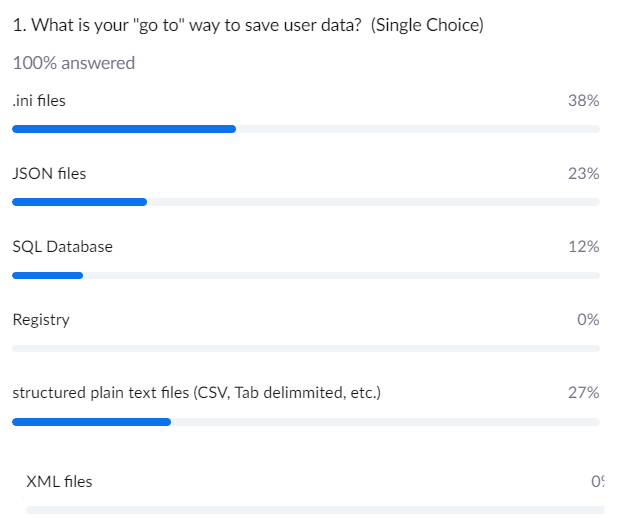 1. What is your "go to" way to save user data?  (Single Choice)
100% answered
.ini files 38%
JSON files 23%
SQL Database 12%
Registry 0%
structured plain text files (CSV, Tab delimmited, etc.) 27%
XML files 0